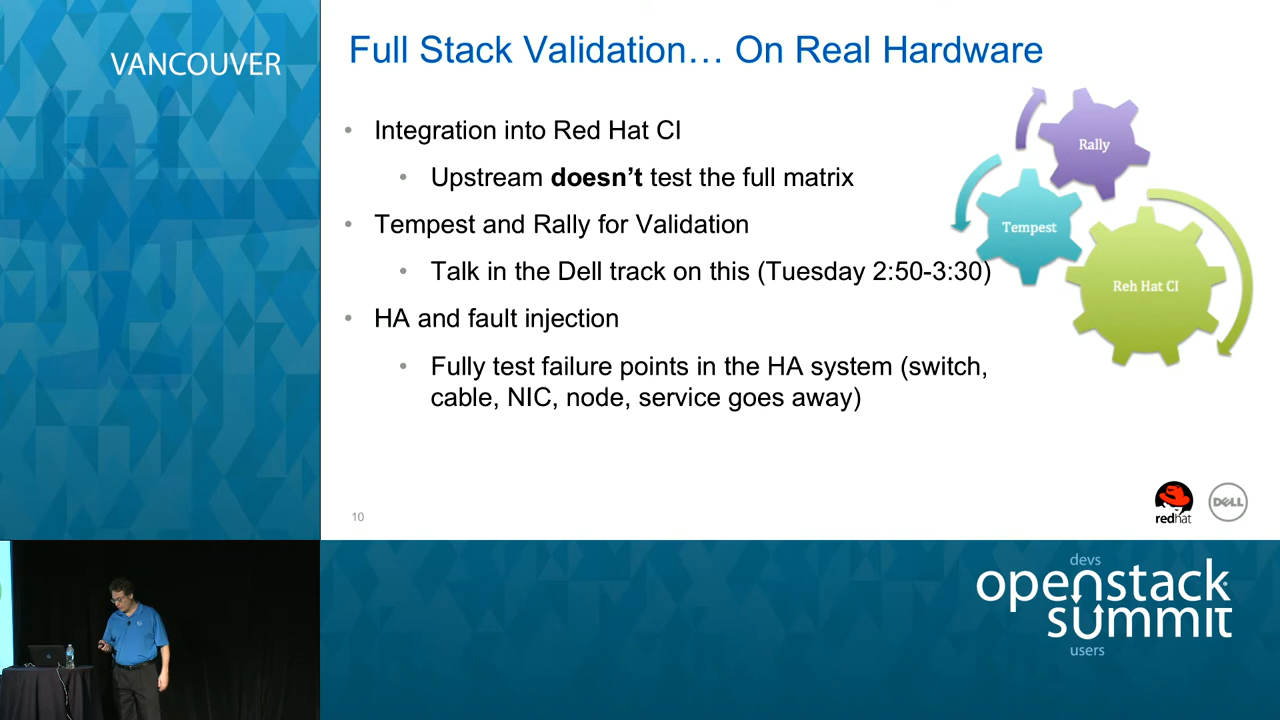 VANCOUVER
Full Stack Validation… On Real Hardware
• Integration into Red Hat CI
• Upstream doesn't test the full matrix
• Tempest and Rally for Validation
• Talk in the Dell track on this (Tuesday 2:50-3:30)
• HA and fault injection
• Fully test failure points in the HA system (switch,
cable, NIC, node, service goes away)
Rally
Tempest
Reh Hat CI
redhat
DELL
10
devs
openstack
summit
users